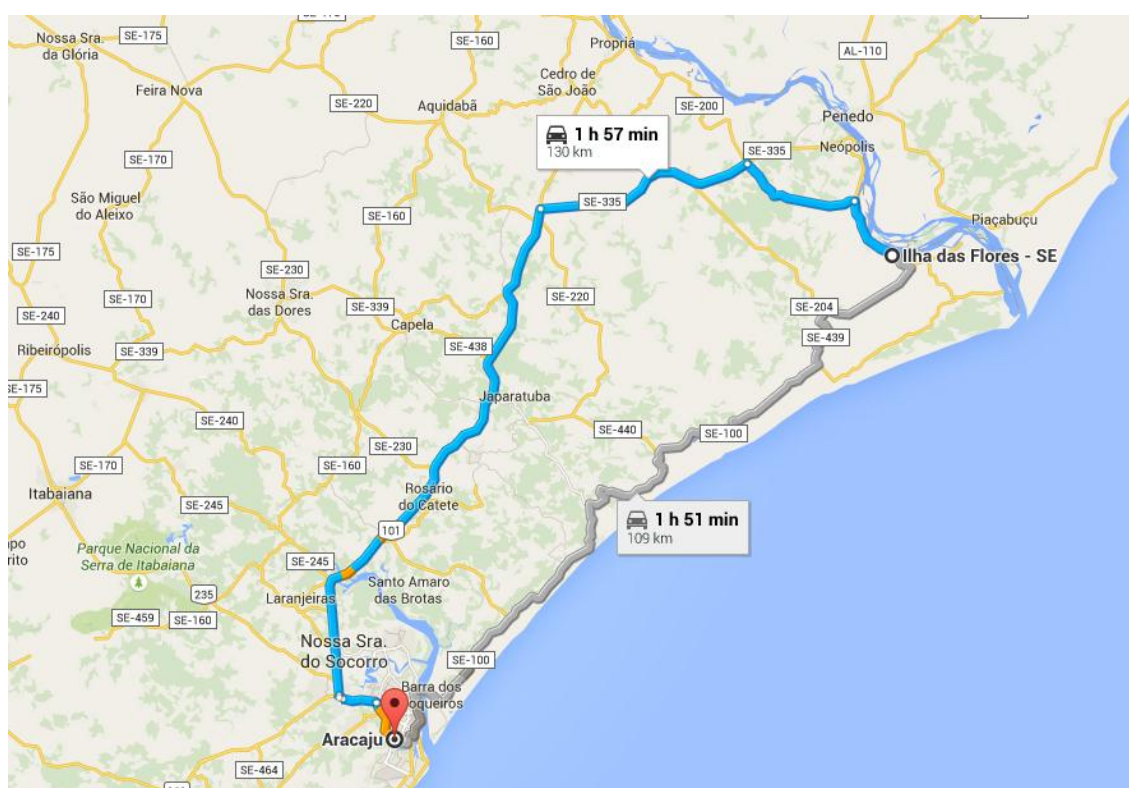 SE-175
Nossa Sra.
da Glória
SE-160
Propriá
AL-110
Cedro de
São João
Feira Nova
SE-220
Aquidabã
SE-200
Penedo
1 h 57 min
130 km
Neópolis
SE-335
SE-170
São Miguel
do Aleixo
SE-160
SE-335
Piaçabuçu
SE-175
Ilha das Flores - SE
SE-230
SE-170
Nossa Sra.
das Dores
SE-220
SE-339
SE-204
SE-240
Capela
SE-439
Ribeirópolis
SE-339
SE-438
SE-175
Japaratuba
SE-240
SE-440
SE-100
SE-230
SE-170
SE-160
Itabaiana
Rosário
do Catete
SE-245
1 h 51 min
109 km
101
Parque Nacional da
Serra de Itabaiana
SE-245
Santo Amaro
das Brotas
235
Laranjeiras
SE-459
SE-160
Nossa Sra.
do Socorro
SE-100
Barra dos
oqueiros
Aracaju
SE-464